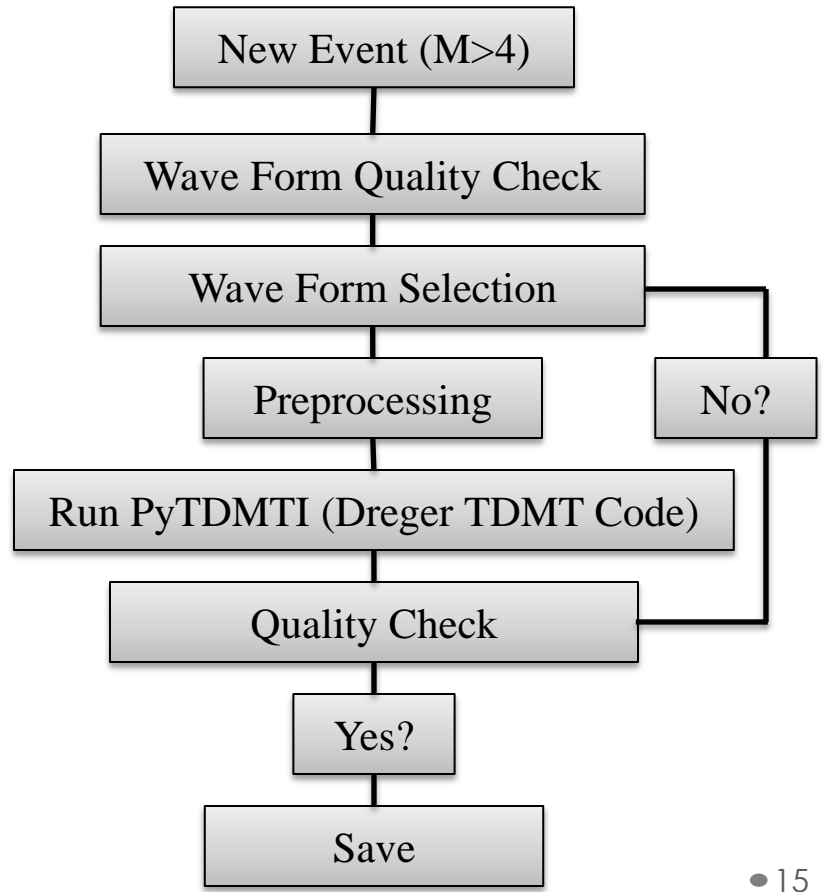 New Event (M>4)
Wave Form Quality Check
Wave Form Selection
Preprocessing
No?
Run PyTDMTI (Dreger TDMT Code)
Quality Check
Yes?
Save
•15